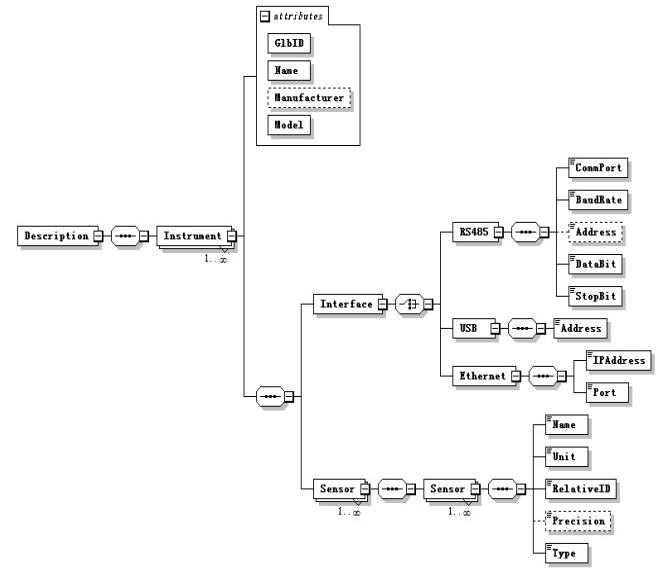 attributes
GlbID
Name
Manufacturer
Model
Description
Instrument
1..∞
Interface
RS485
CommPort
BaudRate
Address
DataBit
StopBit
USB
Address
Ethernet
IPAddress
Port
Sensor
1..∞
Sensor
1..∞
Name
Unit
RelativeID
Precision
Type